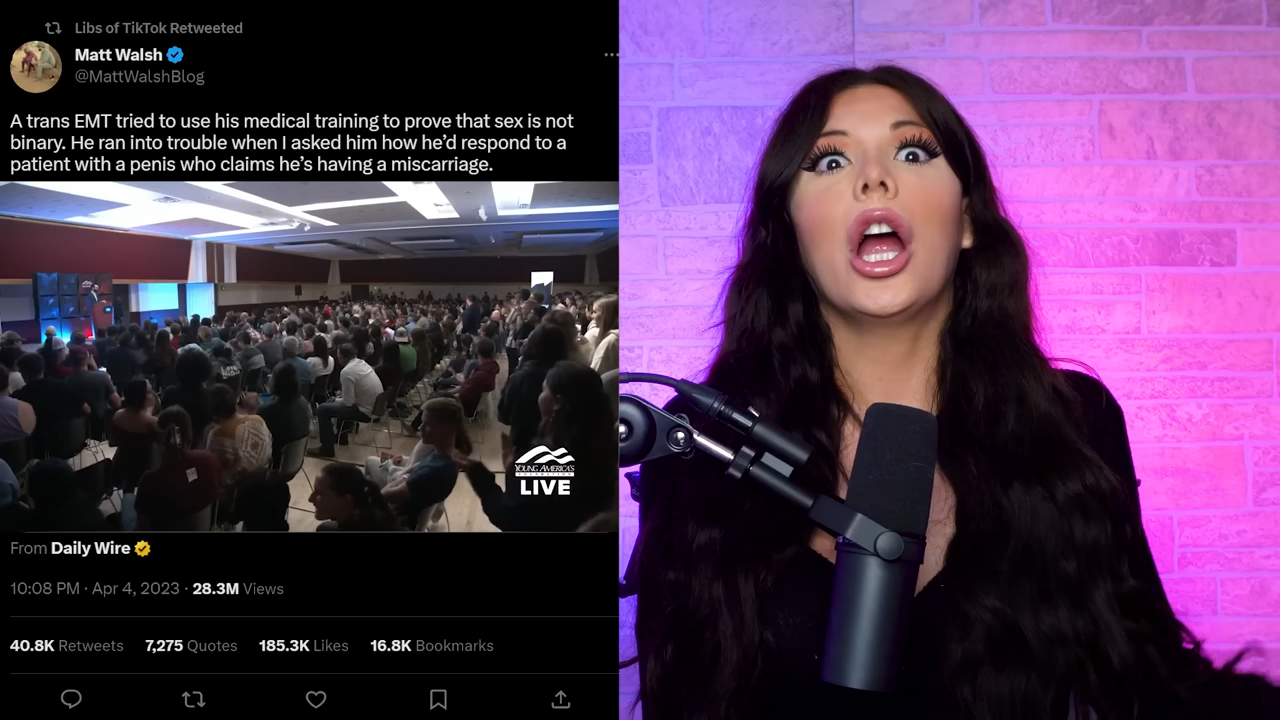 Libs of TikTok Retweeted
Matt Walsh
@MattWalshBlog
A trans EMT tried to use his medical training to prove that sex is not
binary. He ran into trouble when I asked him how he'd respond to a
patient with a penis who claims he's having a miscarriage.
YOUNG AMERICA'S
FOUNDATION
LIVE
From Daily Wire
10:08 PM · Apr 4, 2023 · 28.3M Views
40.8K Retweets 7,275 Quotes 185.3K Likes 16.8K Bookmarks